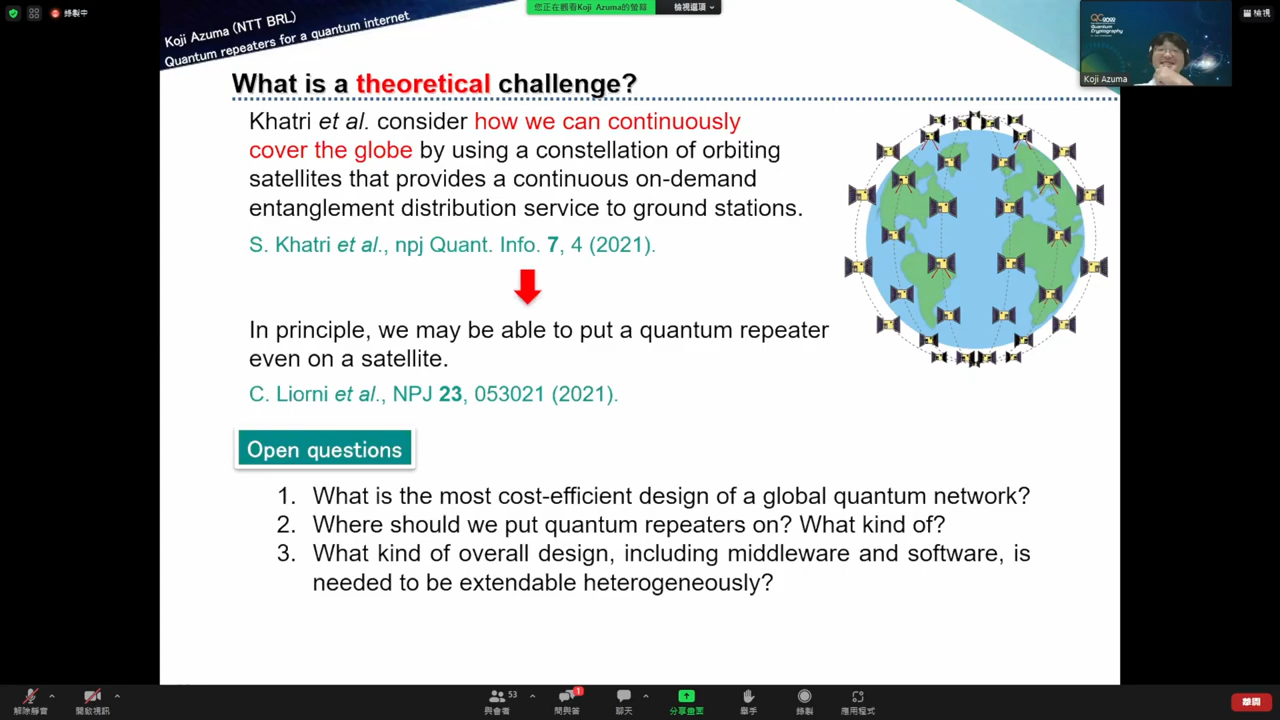 錄製中
您正在觀看Koji Azuma的螢幕
檢視選項
檢視
Koji Azuma (NTT BRL)
Quantum repeaters for a quantum internet
2022
Quantum
Cryptography
Koji Azuma
What is a theoretical challenge?
Khatri et al. consider how we can continuously
cover the globe by using a constellation of orbiting
satellites that provides a continuous on-demand
entanglement distribution service to ground stations.
S. Khatri et al., npj Quant. Info. 7, 4 (2021).
In principle, we may be able to put a quantum repeater
even on a satellite.
C. Liorni et al., NPJ 23, 053021 (2021).
Open questions
1. What is the most cost-efficient design of a global quantum network?
2. Where should we put quantum repeaters on? What kind of?
3. What kind of overall design, including middleware and software, is
needed to be extendable heterogeneously?
解除靜音
開啟視訊
53
與會者
1
問與答
聊天
分享畫面
舉手
錄製
應用程式
離開